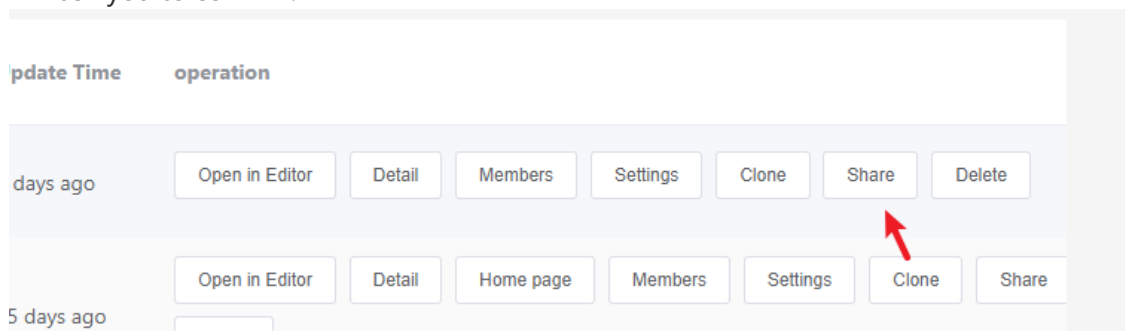 pdate Time operation
days ago Open in Editor Detail Members Settings Clone Share Delete
Open in Editor Detail Home page Members Settings Clone Share
5 days ago